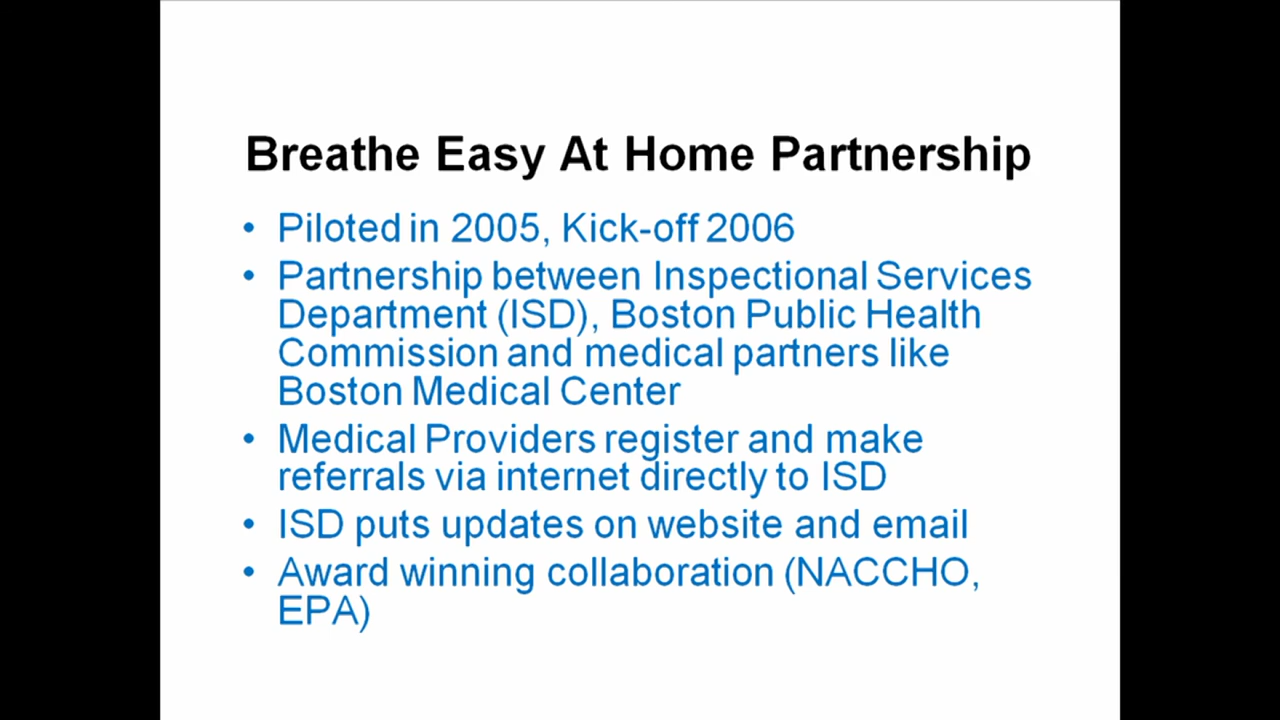 Breathe Easy At Home Partnership
• Piloted in 2005, Kick-off 2006
• Partnership between Inspectional Services
Department (ISD), Boston Public Health
Commission and medical partners like
Boston Medical Center
• Medical Providers register and make
referrals via internet directly to ISD
• ISD puts updates on website and email
• Award winning collaboration (NACCHO,
EPA)